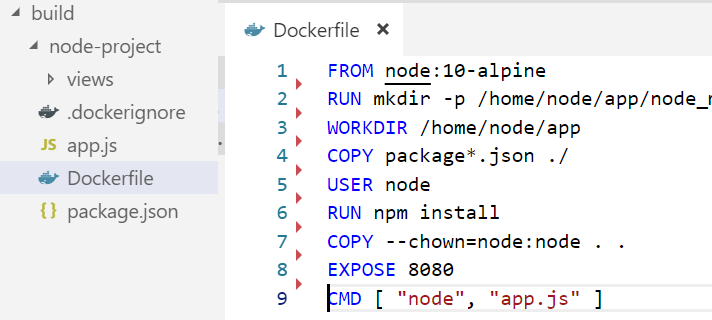 build
node-project
views
.dockerignore
JS app.js
Dockerfile
{ } package.json
Dockerfile ×
1 FROM node:10-alpine
2 RUN mkdir -p /home/node/app/node_
3 WORKDIR /home/node/app
4 COPY package*.json ./
5 USER node
6 RUN npm install
7 COPY --chown=node:node . .
8 EXPOSE 8080
9 CMD [ "node", "app.js" ]